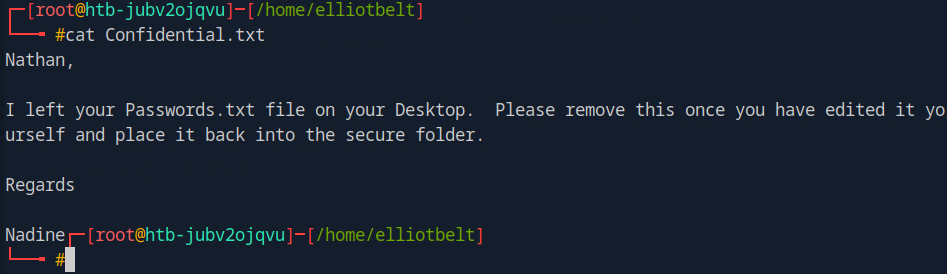 ┌─[root@htb-jubv2ojqvu]─[/home/elliotbelt]
└──╼ #cat Confidential.txt
Nathan,
I left your Passwords.txt file on your Desktop.  Please remove this once you have edited it yo
urself and place it back into the secure folder.
Regards
Nadine┌─[root@htb-jubv2ojqvu]─[/home/elliotbelt]
└──╼ #